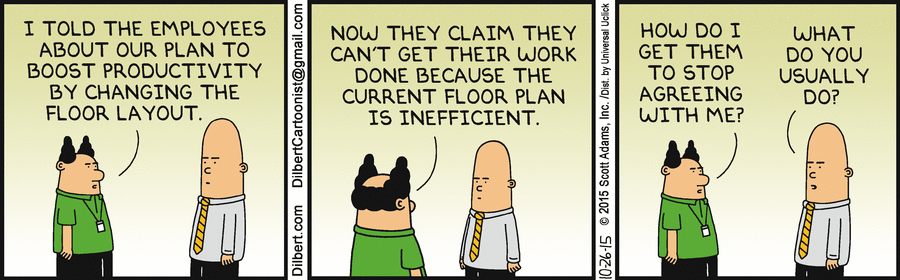 I TOLD THE EMPLOYEES
ABOUT OUR PLAN TO
BOOST PRODUCTIVITY
BY CHANGING THE
FLOOR LAYOUT.
Dilbert.com DilbertCartoonist@gmail.com
NOW THEY CLAIM THEY
CAN'T GET THEIR WORK
DONE BECAUSE THE
CURRENT FLOOR PLAN
IS INEFFICIENT.
10-26-15 © 2015 Scott Adams, Inc. /Dist. by Universal Uclick
HOW DO I
GET THEM
TO STOP
AGREEING
WITH ME?
WHAT
DO YOU
USUALLY
DO?